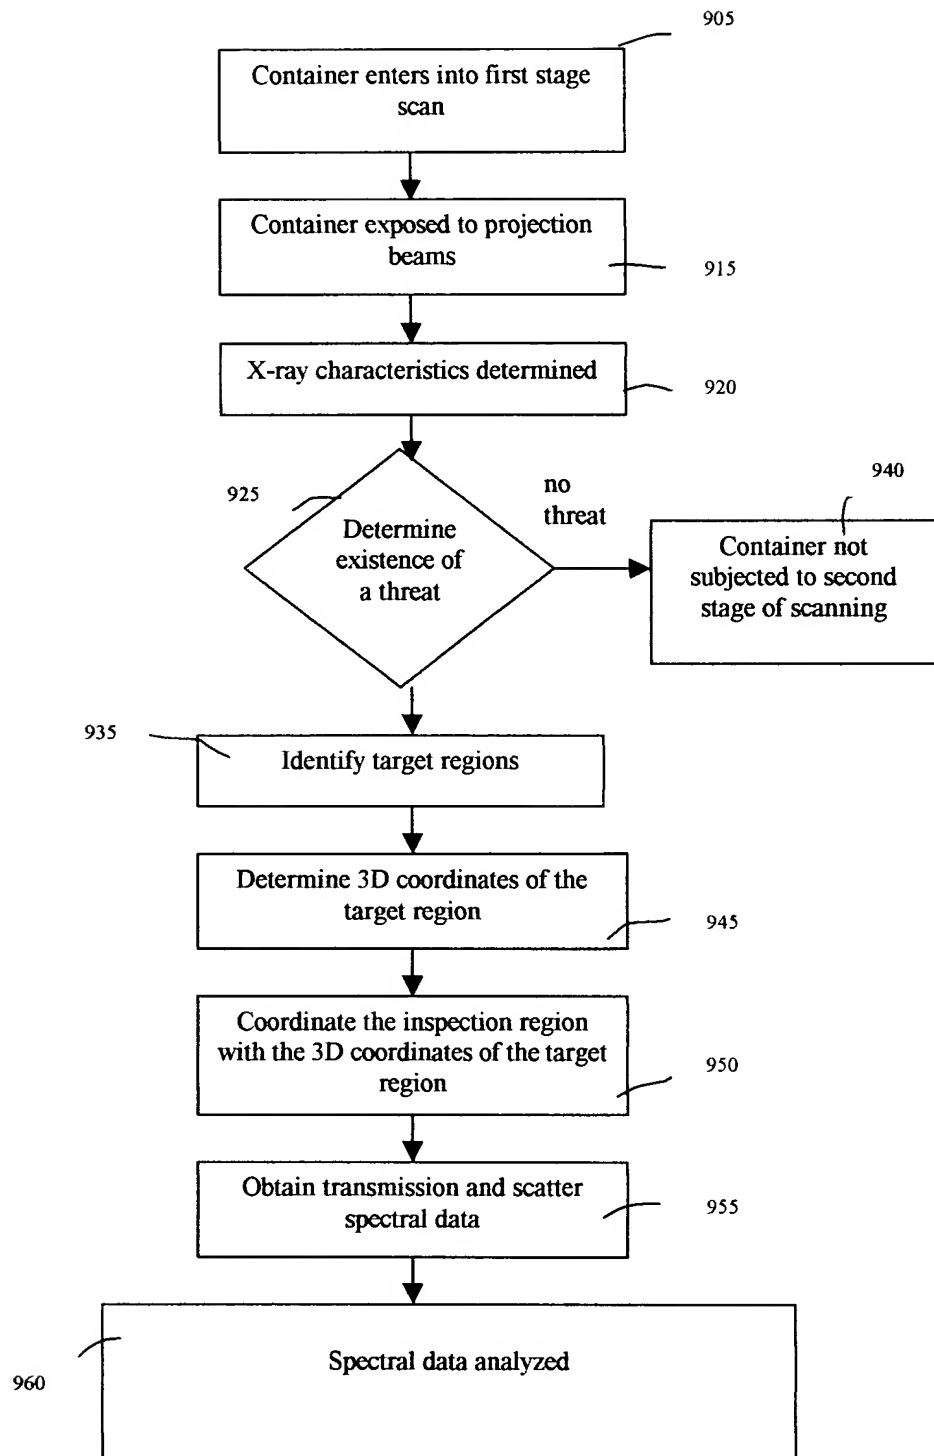 905
Container enters into first stage
scan
Container exposed to projection
beams
915
X-ray characteristics determined
920
925
no
threat
940
Determine
existence of
a threat
Container not
subjected to second
stage of scanning
935
Identify target regions
Determine 3D coordinates of the
target region
945
Coordinate the inspection region
with the 3D coordinates of the target
region
950
Obtain transmission and scatter
spectral data
955
Spectral data analyzed
960